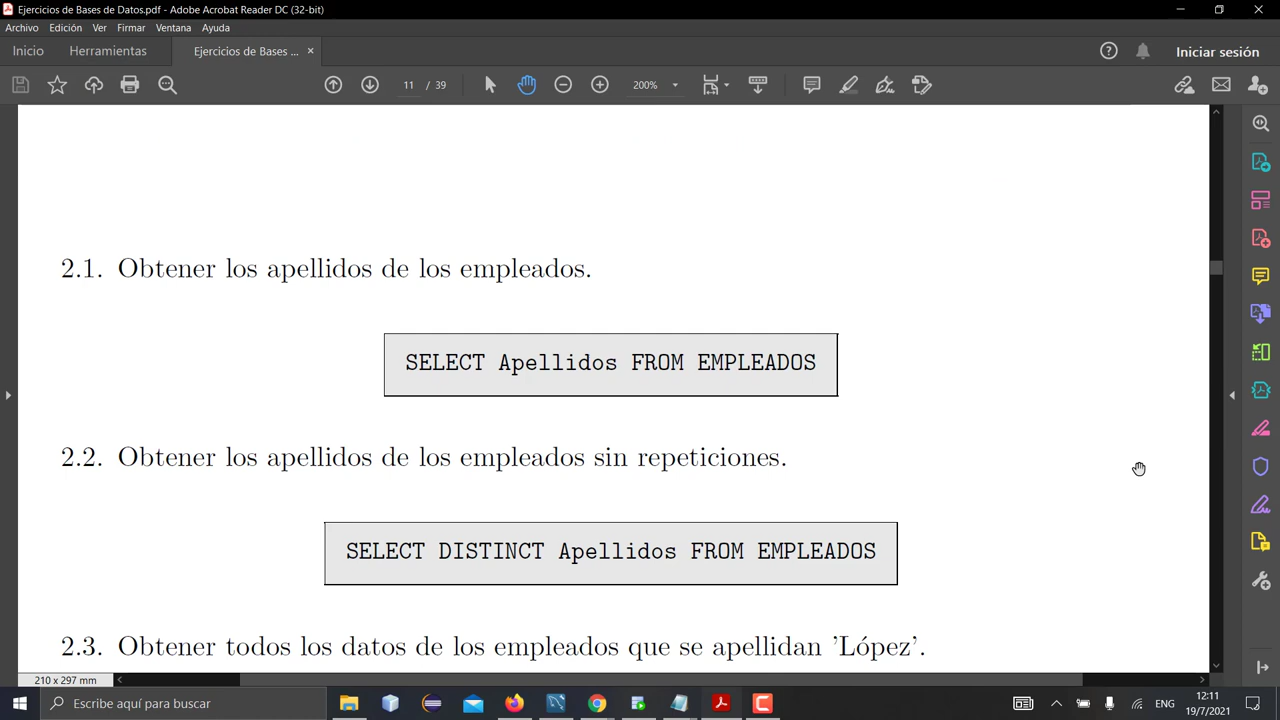 Ejercicios de Bases de Datos.pdf - Adobe Acrobat Reader DC (32-bit)
Archivo Edición Ver Firmar Ventana Ayuda
Inicio Herramientas Ejercicios de Bases ... × Iniciar sesión
11 / 39 200%
2.1. Obtener los apellidos de los empleados.
SELECT Apellidos FROM EMPLEADOS
2.2. Obtener los apellidos de los empleados sin repeticiones.
SELECT DISTINCT Apellidos FROM EMPLEADOS
2.3. Obtener todos los datos de los empleados que se apellidan ’López’.
210 x 297 mm
Escribe aquí para buscar
ENG
12:11
19/7/2021